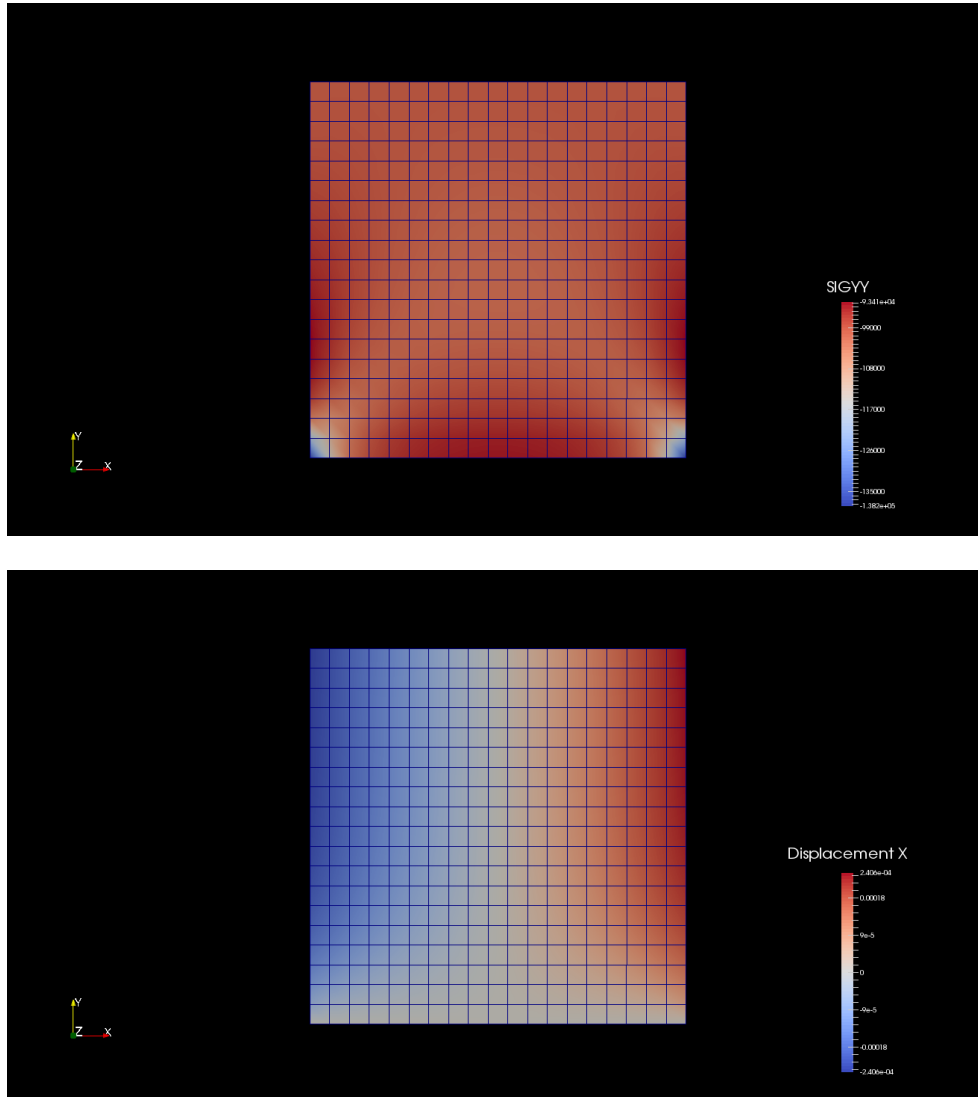 SIGYY
-9.341e+04
-99000
-108000
-117000
-126000
-135000
-1.382e+05
Y
Z X
Displacement X
2.406e-04
0.00018
9e-5
0
-9e-5
-0.00018
-2.406e-04
Y
Z X